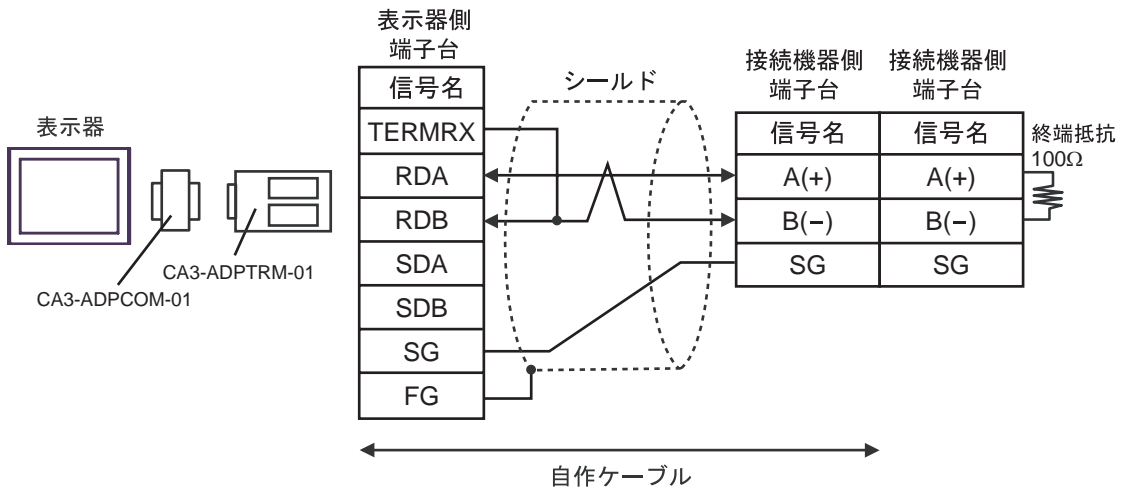 表示器
CA3-ADPCOM-01
CA3-ADPTRM-01
表示器側
端子台
信号名
TERMRX
RDA
RDB
SDA
SDB
SG
FG
シールド
接続機器側
端子台
信号名
A(+)
B(−)
SG
接続機器側
端子台
信号名
A(+)
B(−)
SG
終端抵抗
100Ω
自作ケーブル